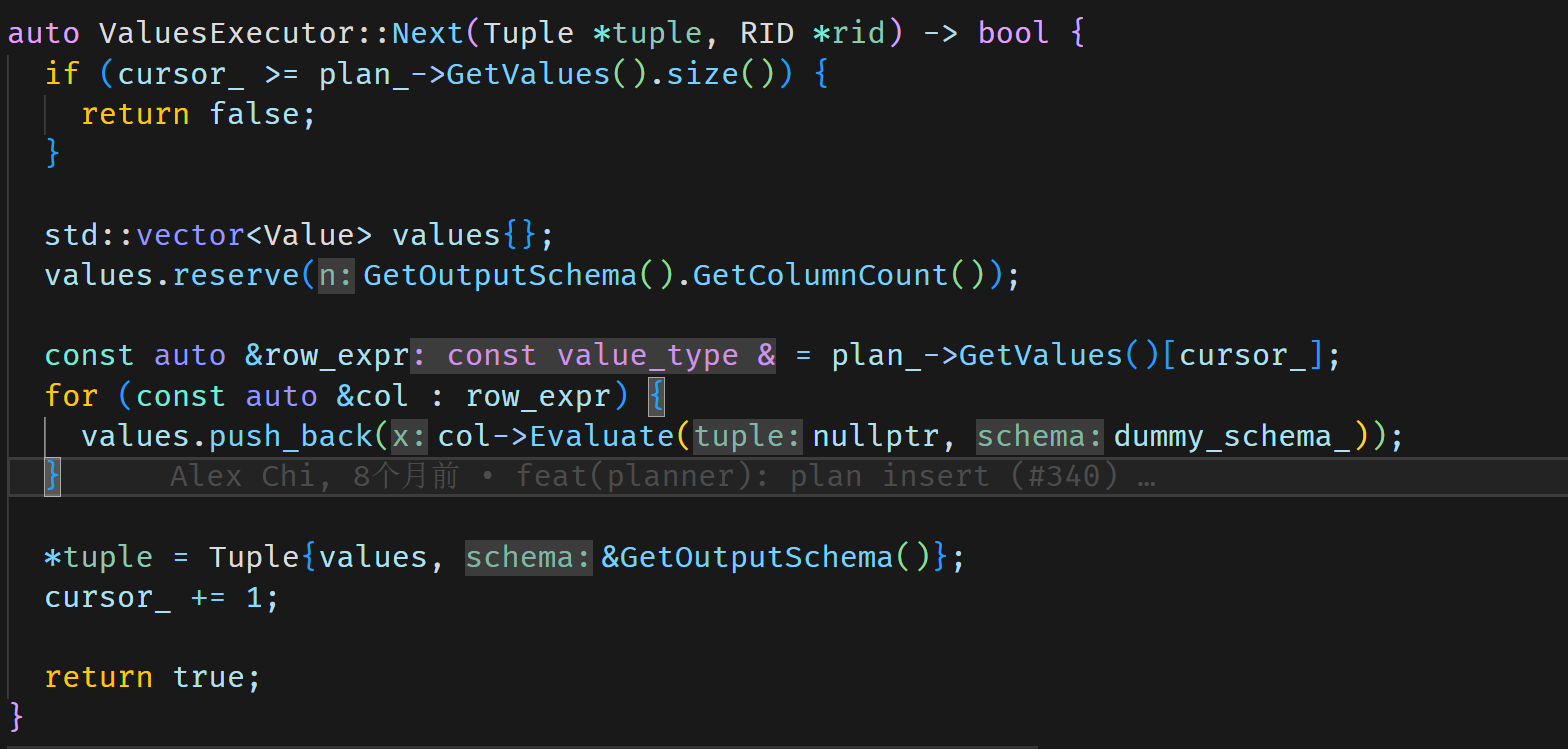 auto ValuesExecutor::Next(Tuple *tuple, RID *rid) -> bool {
  if (cursor_ >= plan_->GetValues().size()) {
    return false;
  }
  std::vector<Value> values{};
  values.reserve(n: GetOutputSchema().GetColumnCount());
  const auto &row_expr: const value_type & = plan_->GetValues()[cursor_];
  for (const auto &col : row_expr) {
    values.push_back(x: col->Evaluate(tuple: nullptr, schema: dummy_schema_));
  }     Alex Chi, 8个月前 • feat(planner): plan insert (#340) …
  *tuple = Tuple{values, schema: &GetOutputSchema()};
  cursor_ += 1;
  return true;
}